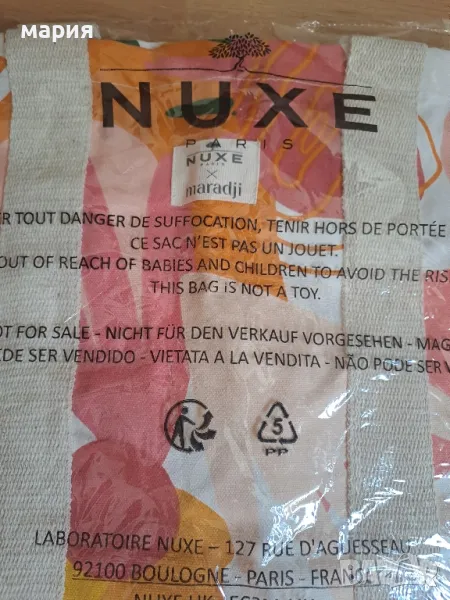 мария
NUXE
PARIS
NUXE
PARIS
×
maradji
TOUT DANGER DE SUFFOCATION, TENIR HORS DE PORTÉE
CE SAC N'EST PAS UN JOUET.
OUT OF REACH OF BABIES AND CHILDREN TO AVOID THE RIS
THIS BAG IS NOT A TOY.
OT FOR SALE - NICHT FÜR DEN VERKAUF VORGESEHEN - MAG
DE SER VENDIDO - VIETATA A LA VENDITA - NÃO PODE SER V
5
PP
LABORATOIRE NUXE – 127 RUE D'AGUESSEAU
92100 BOULOGNE - PARIS - FRANCE
NUXE UK